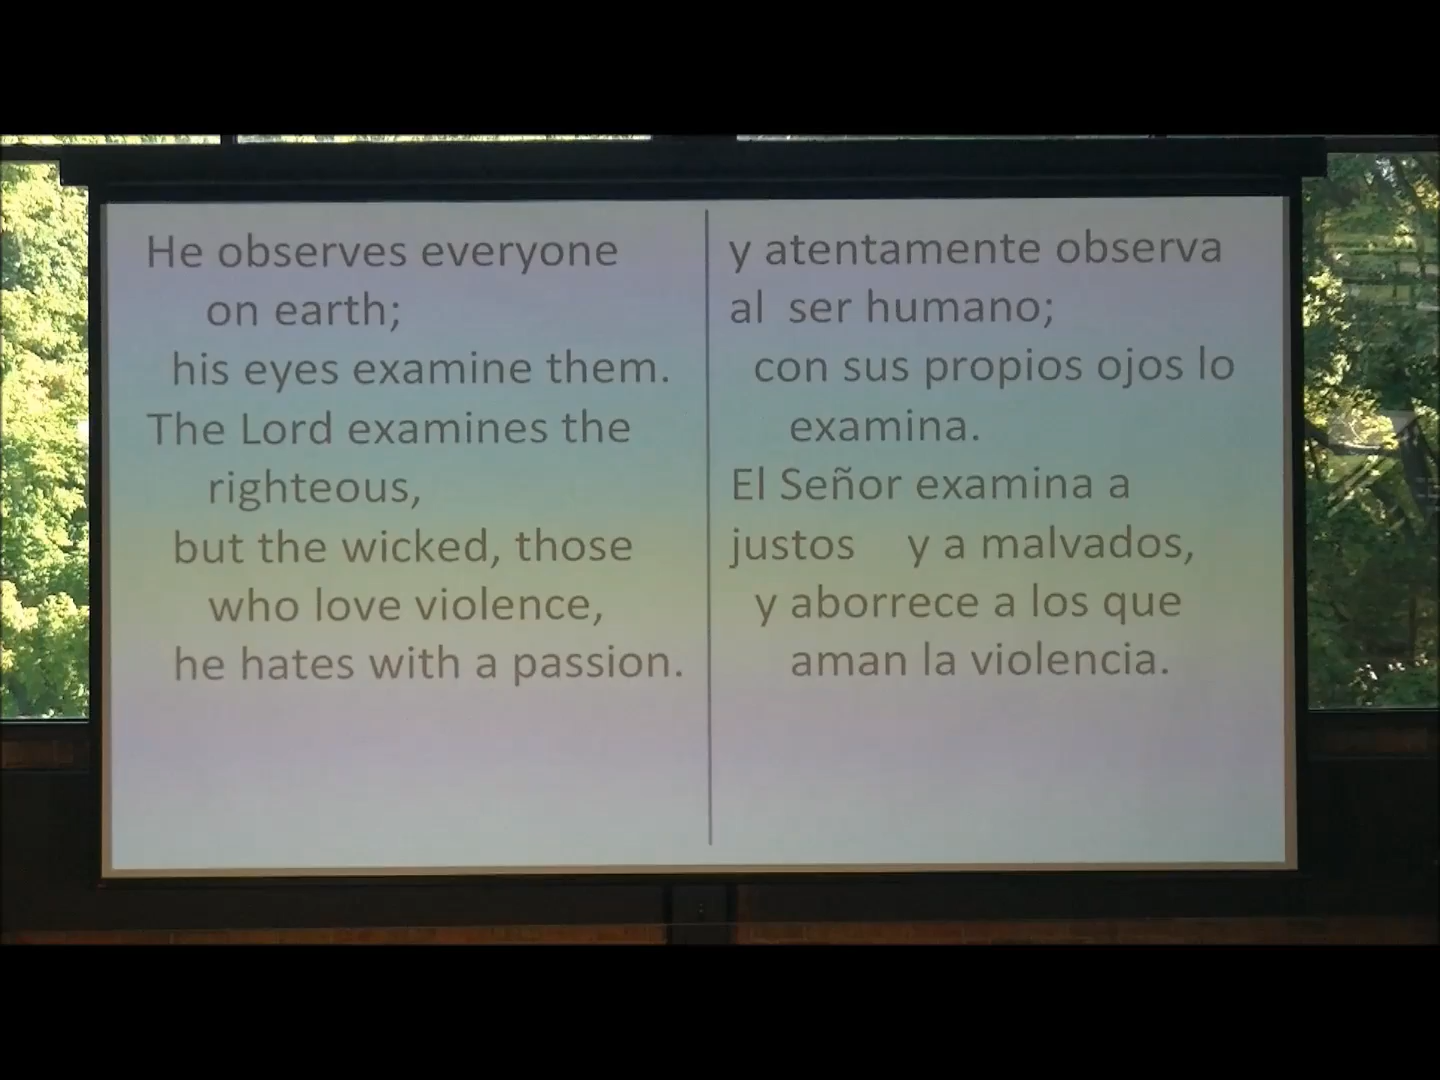 He observes everyone
on earth;
his eyes examine them.
The Lord examines the
righteous,
but the wicked, those
who love violence,
he hates with a passion.
y atentamente observa
al ser humano;
con sus propios ojos lo
examina.
El Señor examina a
justos y a malvados,
y aborrece a los que
aman la violencia.